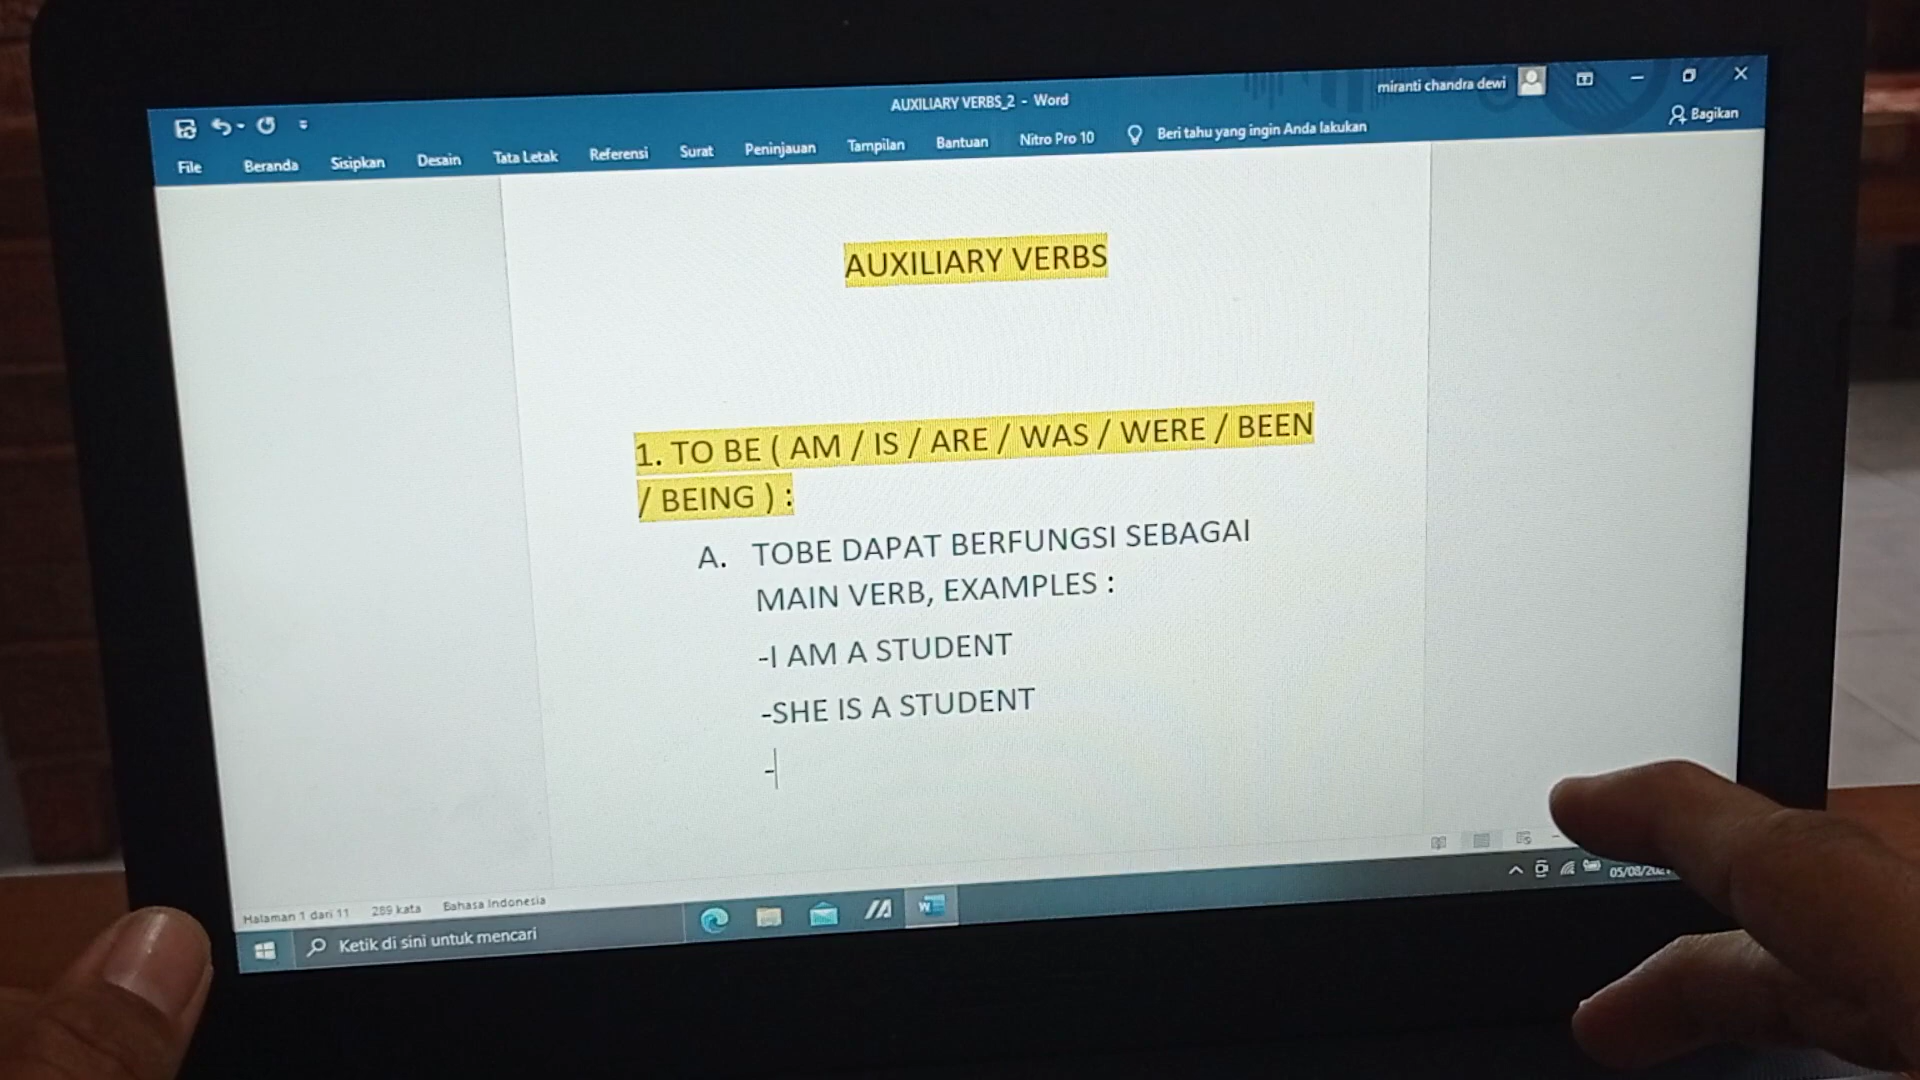 AUXILIARY VERBS_2 - Word
miranti chandra dewi
File Beranda Sisipkan Desain Tata Letak Referensi Surat Peninjauan Tampilan Bantuan Nitro Pro 10 Beri tahu yang ingin Anda lakukan Bagikan
AUXILIARY VERBS
1. TO BE ( AM / IS / ARE / WAS / WERE / BEEN
/ BEING ) :
A. TOBE DAPAT BERFUNGSI SEBAGAI
MAIN VERB, EXAMPLES :
-I AM A STUDENT
-SHE IS A STUDENT
-
Halaman 1 dari 11 289 kata Bahasa Indonesia
Ketik di sini untuk mencari